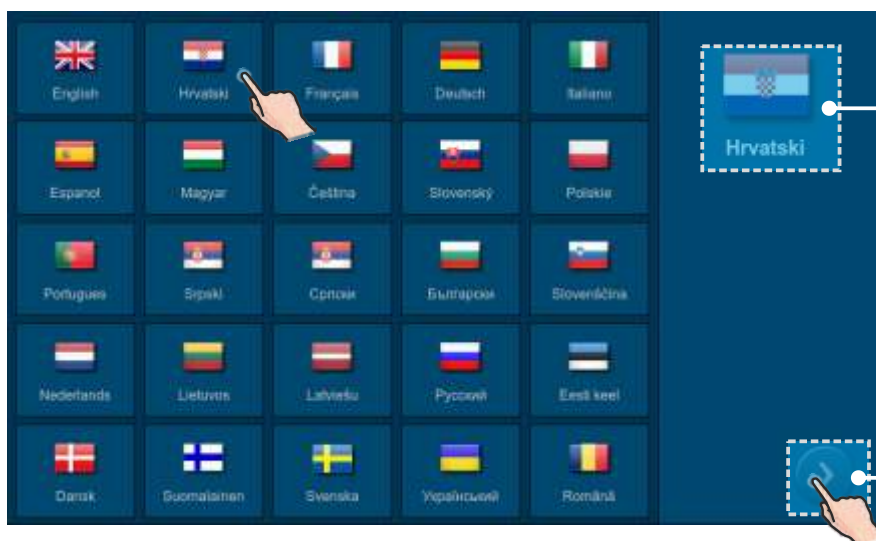 English
Hrvatski
Français
Deutsch
Italiano
Hrvatski
Espanol
Magyar
Čeština
Slovenský
Polskie
Portugues
Srpski
Српски
Български
Slovenščina
Nederlands
Lietuvos
Latviešu
Русский
Eesti keel
Dansk
Suomalainen
Svenska
Український
Română